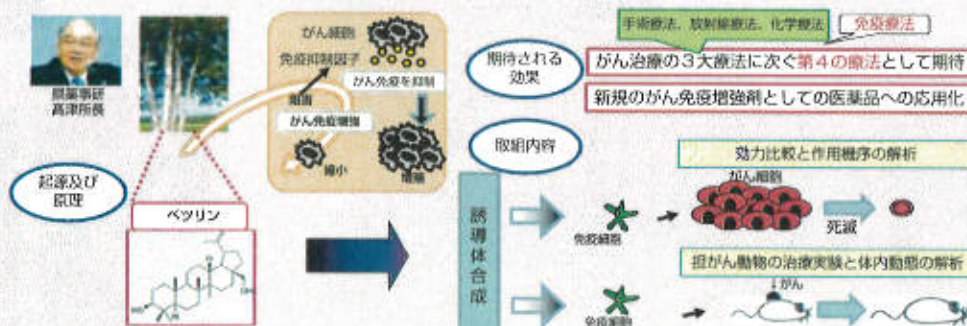 県薬事研
高津所長
起源及び
原理
ベツリン
HO
がん細胞
免疫抑制因子
がん免疫を抑制
阻害
がん免疫増強
縮小
増殖
期待される
効果
手術療法、放射線療法、化学療法
免疫療法
がん治療の3大療法に次ぐ第4の療法として期待
新規のがん免疫増強剤としての医薬品への応用化
取組内容
誘導体合成
効力比較と作用機序の解析
がん細胞
免疫細胞
死滅
担がん動物の治療実験と体内動態の解析
↓がん
免疫細胞